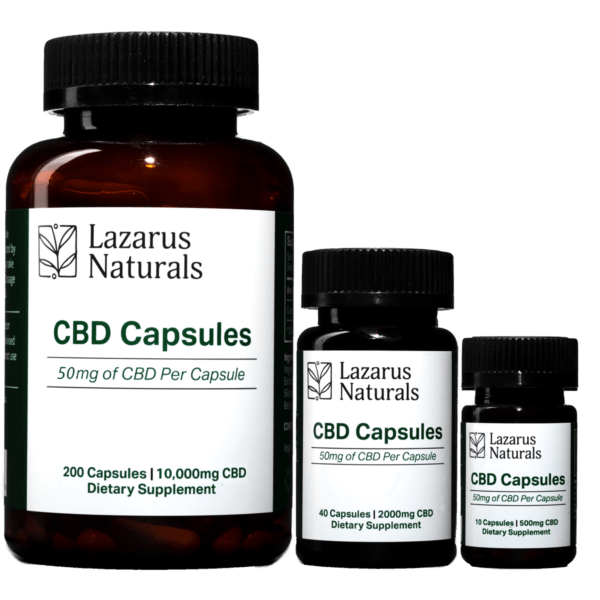 Lazarus
Naturals
CBD Capsules
50mg of CBD Per Capsule
200 Capsules | 10,000mg CBD
Dietary Supplement
Lazarus
Naturals
CBD Capsules
50mg of CBD Per Capsule
40 Capsules | 2000mg CBD
Dietary Supplement
Lazarus
Naturals
CBD Capsules
50mg of CBD Per Capsule
10 Capsules | 500mg CBD
Dietary Supplement